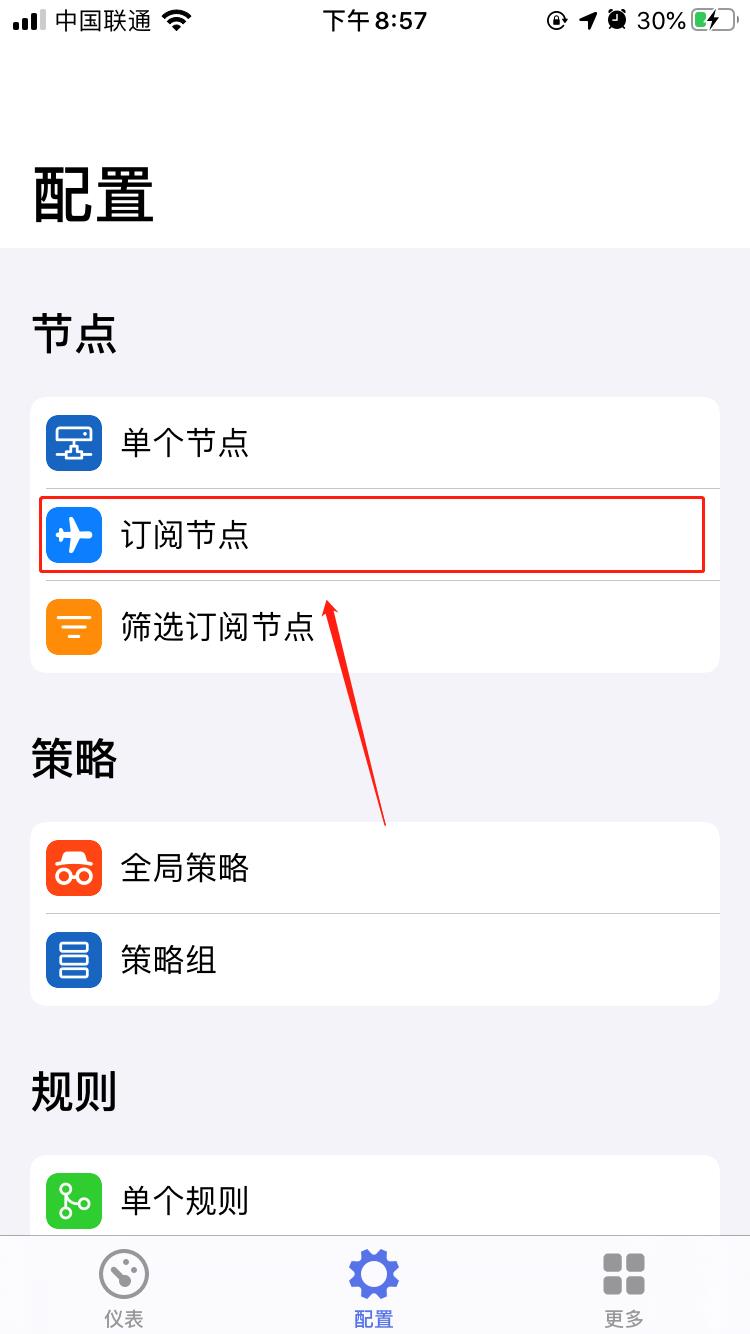 中国联通 下午8:57 30%
配置
节点
单个节点
订阅节点
筛选订阅节点
策略
全局策略
策略组
规则
单个规则
仪表 配置 更多